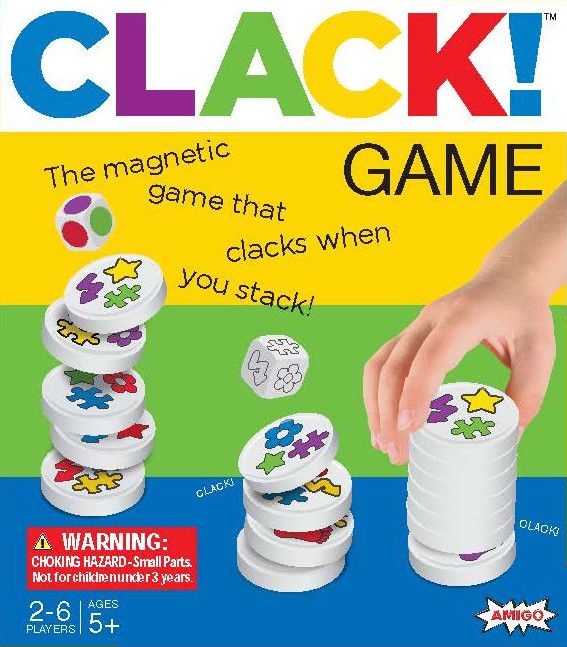 CLACK!™
GAME
The magnetic
game that
clacks when
you stack!
CLACK!
CLACK!
⚠ WARNING:
CHOKING HAZARD - Small Parts.
Not for children under 3 years.
2-6
PLAYERS
AGES
5+
AMIGO